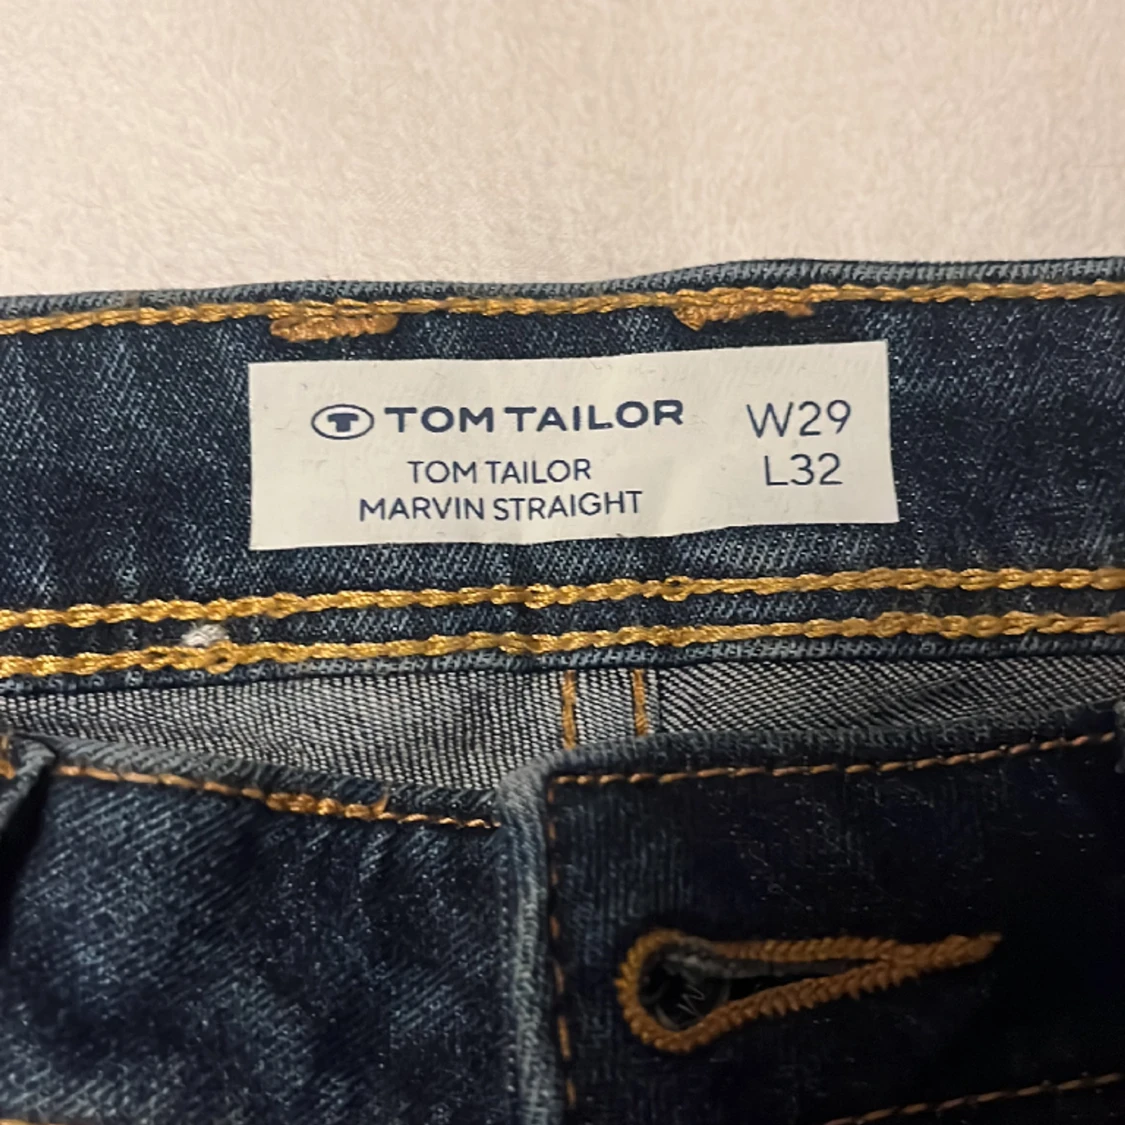 TOM TAILOR
TOM TAILOR
MARVIN STRAIGHT
W29
L32